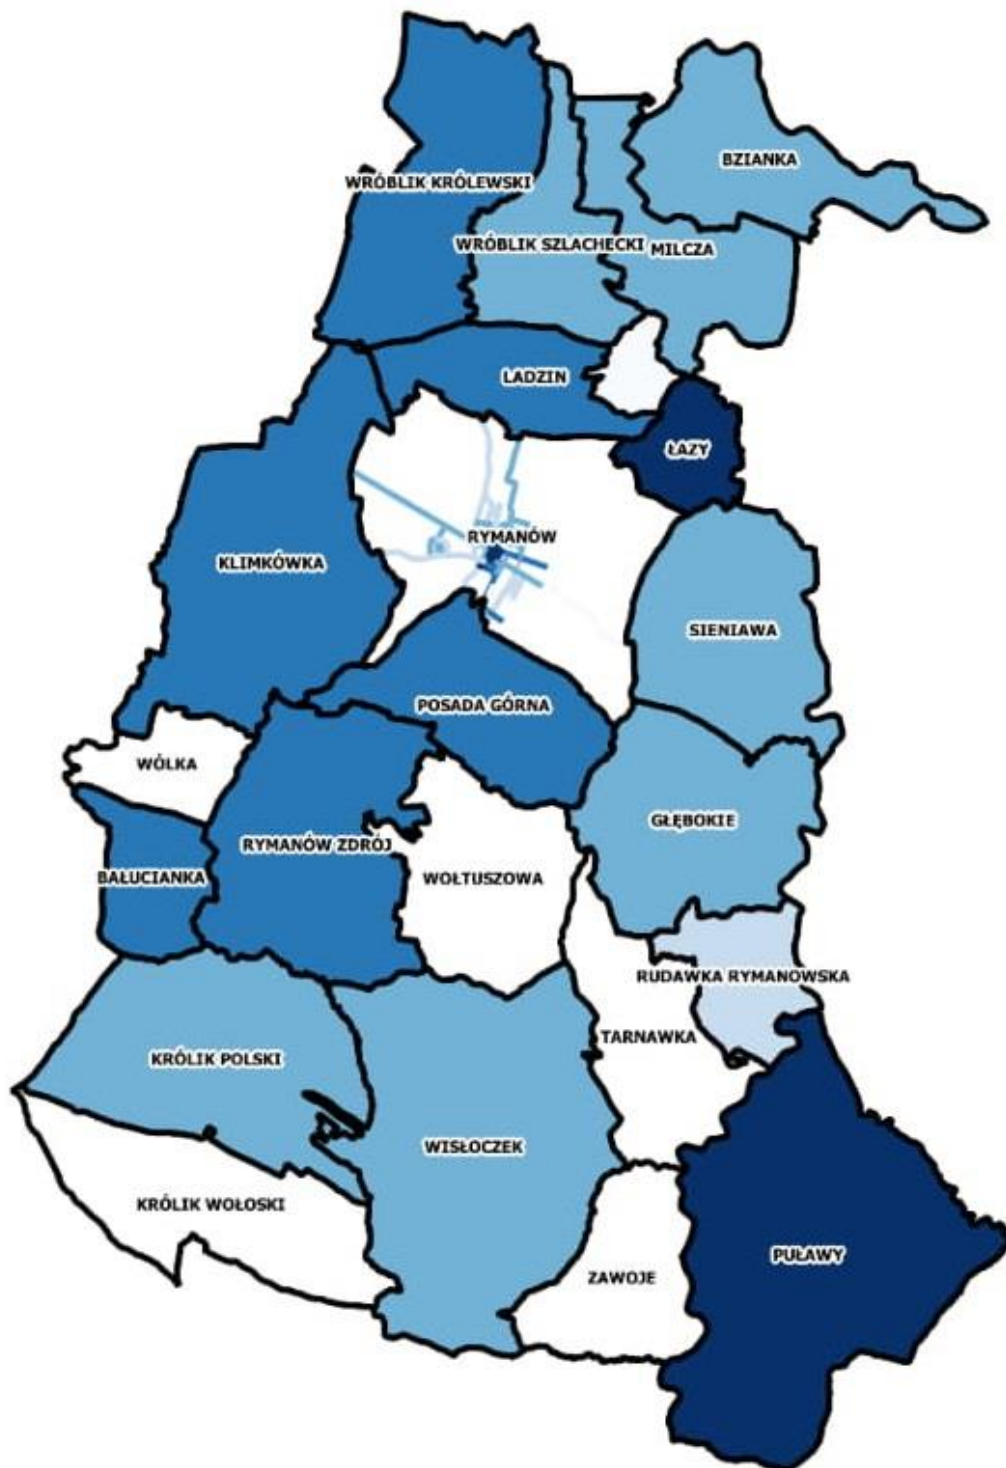 BZIANKA
WRÓBLIK KRÓLEWSKI
WRÓBLIK SZLACHECKI
MILCZA
LADZIN
ŁAZY
RYMANÓW
KLIMKÓWKA
SIENIAWA
POSADA GÓRNA
WÓLKA
GŁĘBOKIE
RYMANÓW ZDRÓJ
BAŁUCIANKA
WOŁTUSZOWA
RUDAWKA RYMANOWSKA
TARNAWKA
KRÓLIK POLSKI
WISŁOCZEK
KRÓLIK WOŁOSKI
PUŁAWY
ZAWOJE